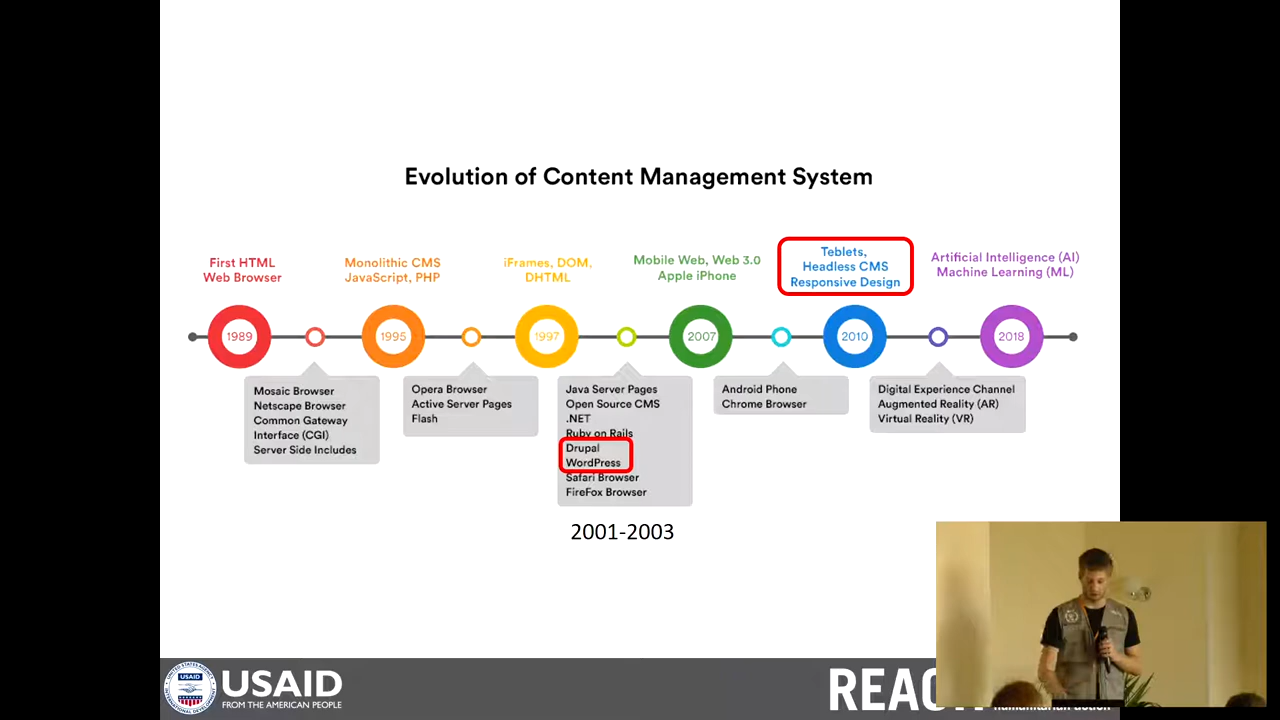 Evolution of Content Management System
First HTML
Web Browser
Monolithic CMS
JavaScript, PHP
iFrames, DOM,
DHTML
Mobile Web, Web 3.0
Apple iPhone
Teblets,
Headless CMS
Responsive Design
Artificial Intelligence (AI)
Machine Learning (ML)
1989
1995
1997
2007
2010
2018
Mosaic Browser
Netscape Browser
Common Gateway
Interface (CGI)
Server Side Includes
Opera Browser
Active Server Pages
Flash
Java Server Pages
Open Source CMS
.NET
Ruby on Rails
Drupal
WordPress
Safari Browser
FireFox Browser
Android Phone
Chrome Browser
Digital Experience Channel
Augmented Reality (AR)
Virtual Reality (VR)
2001-2003
USAID
USAID
FROM THE AMERICAN PEOPLE